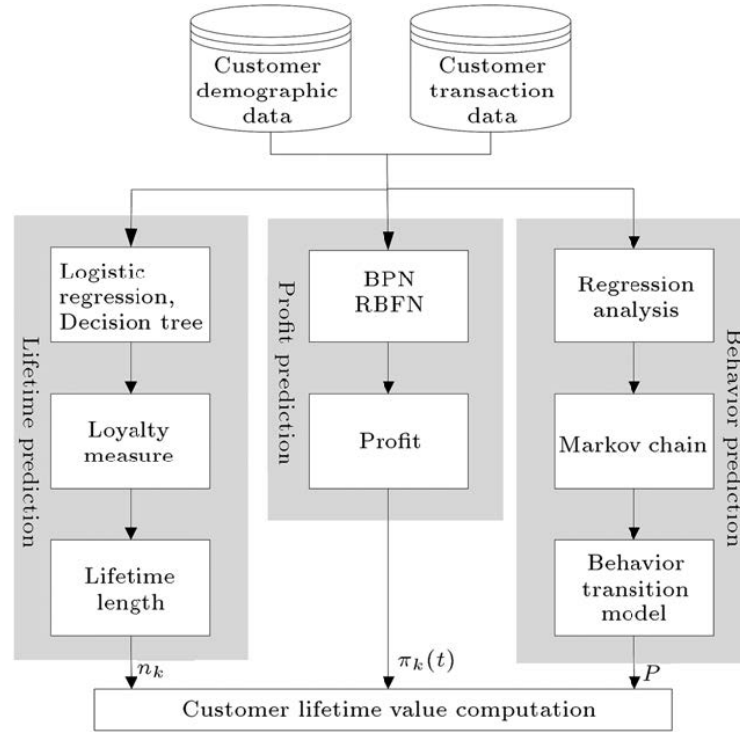 Customer
demographic
data
Customer
transaction
data
Lifetime prediction
Logistic
regression,
Decision tree
Loyalty
measure
Lifetime
length
n_k
Profit prediction
BPN
RBFN
Profit
π_k(t)
Behavior prediction
Regression
analysis
Markov chain
Behavior
transition
model
P
Customer lifetime value computation